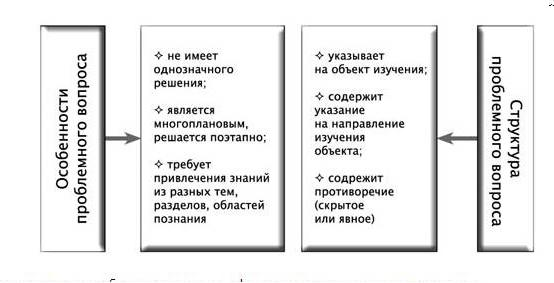 Особенности
проблемного вопроса
✧ не имеет
однозначного
решения;
✧ является
многоплановым,
решается поэтапно;
✧ требует
привлечения знаний
из разных тем,
разделов, областей
познания
✧ указывает
на объект изучения;
✧ содержит
указание
на направление
изучения
объекта;
✧ содрежит
противоречие
(скрытое
или явное)
Структура
проблемного вопроса